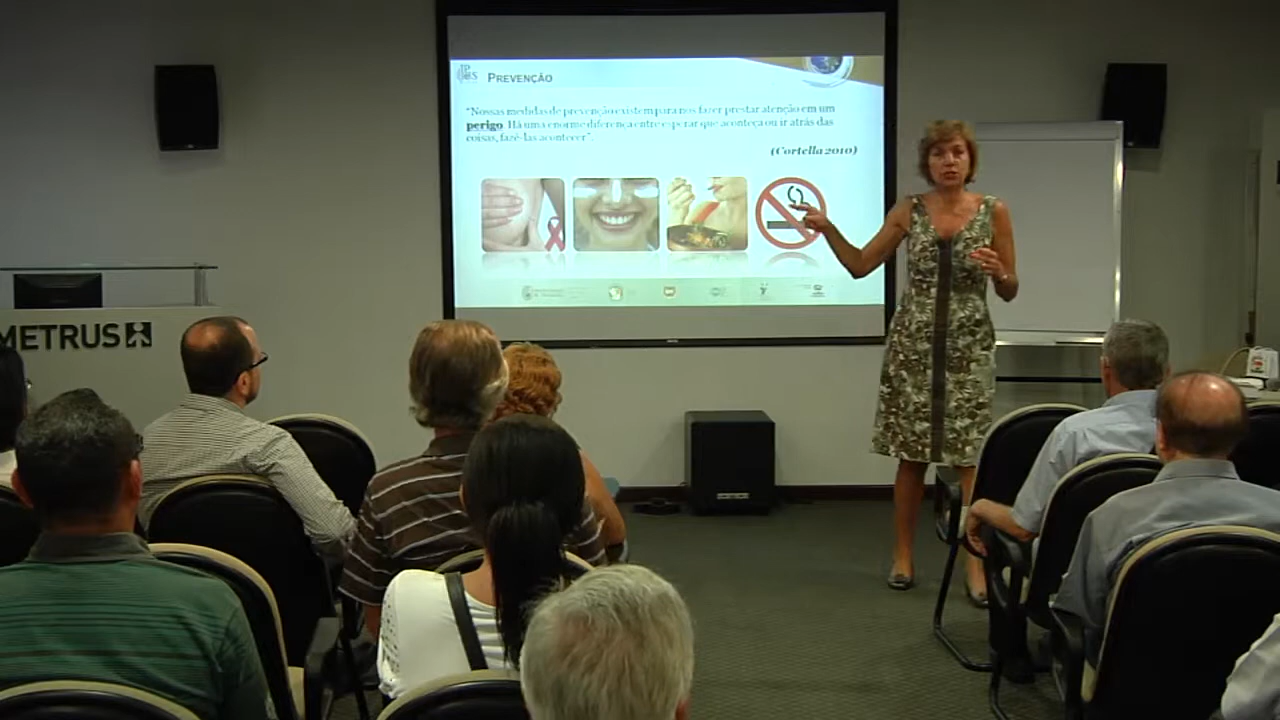 PREVENÇÃO
"Nossas medidas de prevenção existem para nos fazer prestar atenção em um
perigo. Há uma enorme diferença entre esperar que aconteça ou ir atrás das
coisas, fazê-las acontecer".
(Cortella 2010)
METRUS